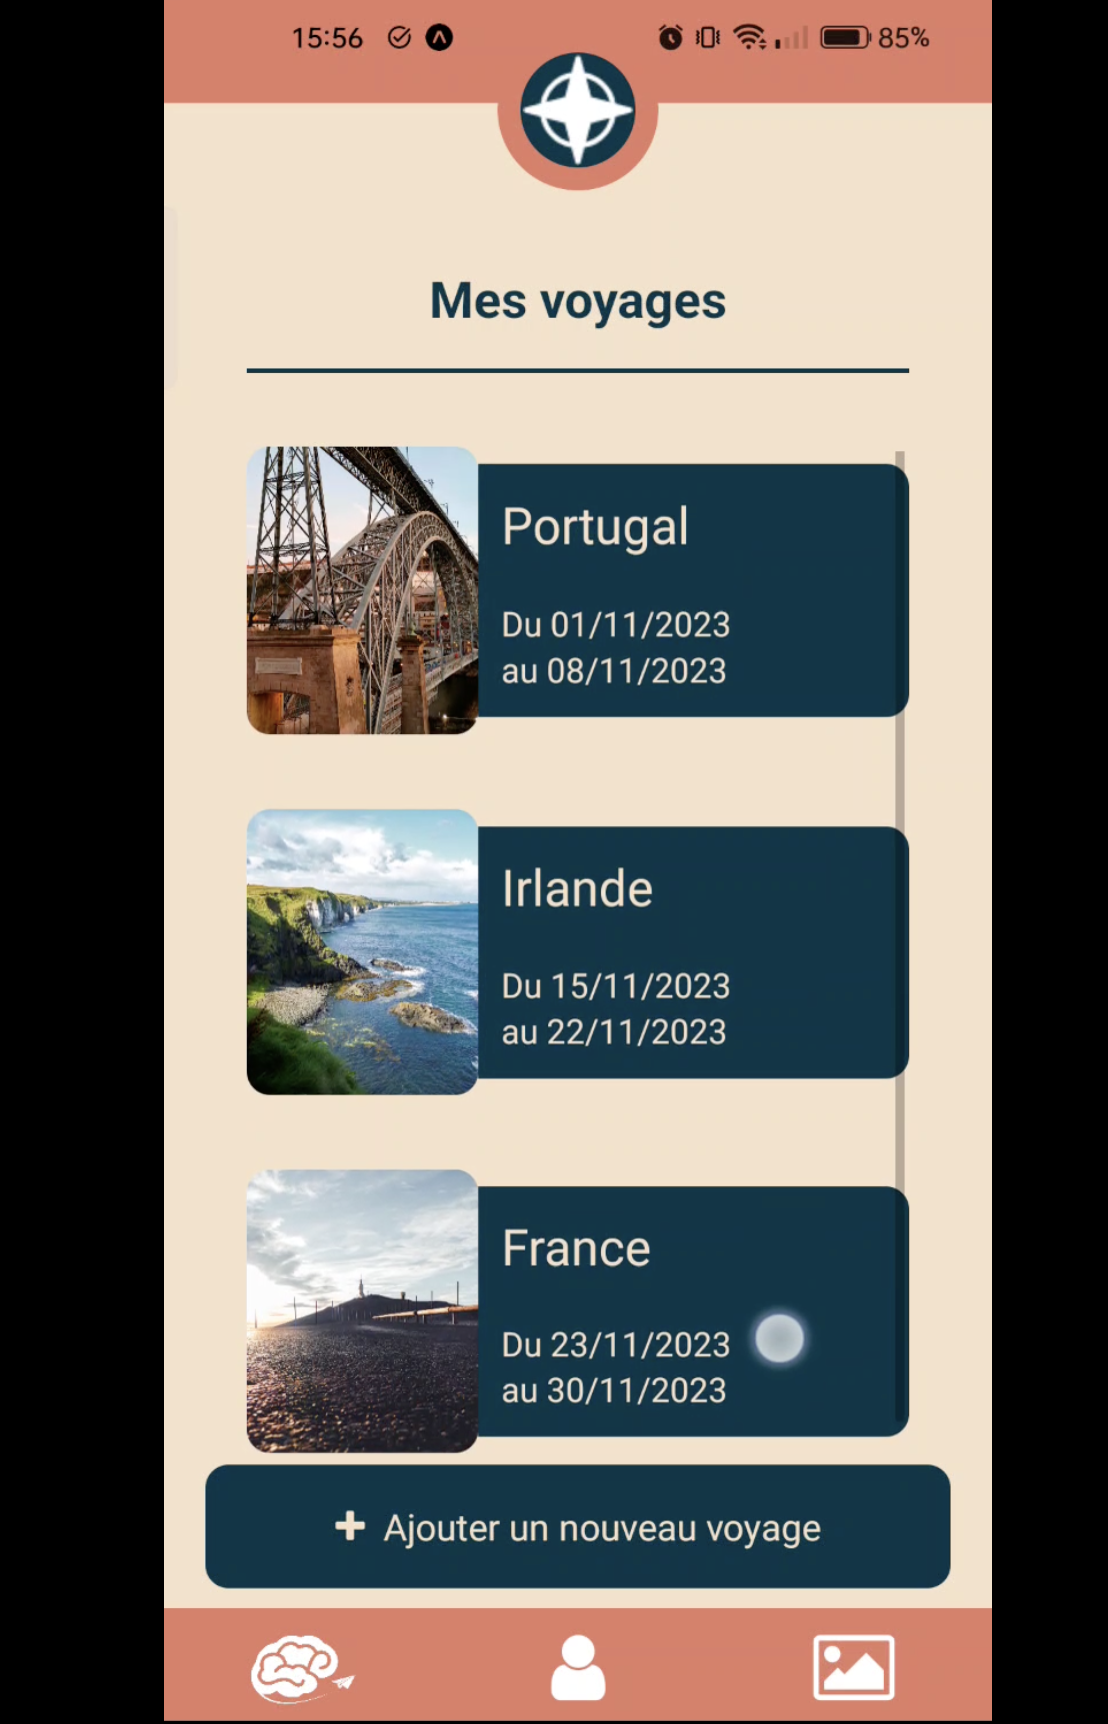 15:56 85%
Mes voyages
Portugal
Du 01/11/2023
au 08/11/2023
Irlande
Du 15/11/2023
au 22/11/2023
France
Du 23/11/2023
au 30/11/2023
+ Ajouter un nouveau voyage